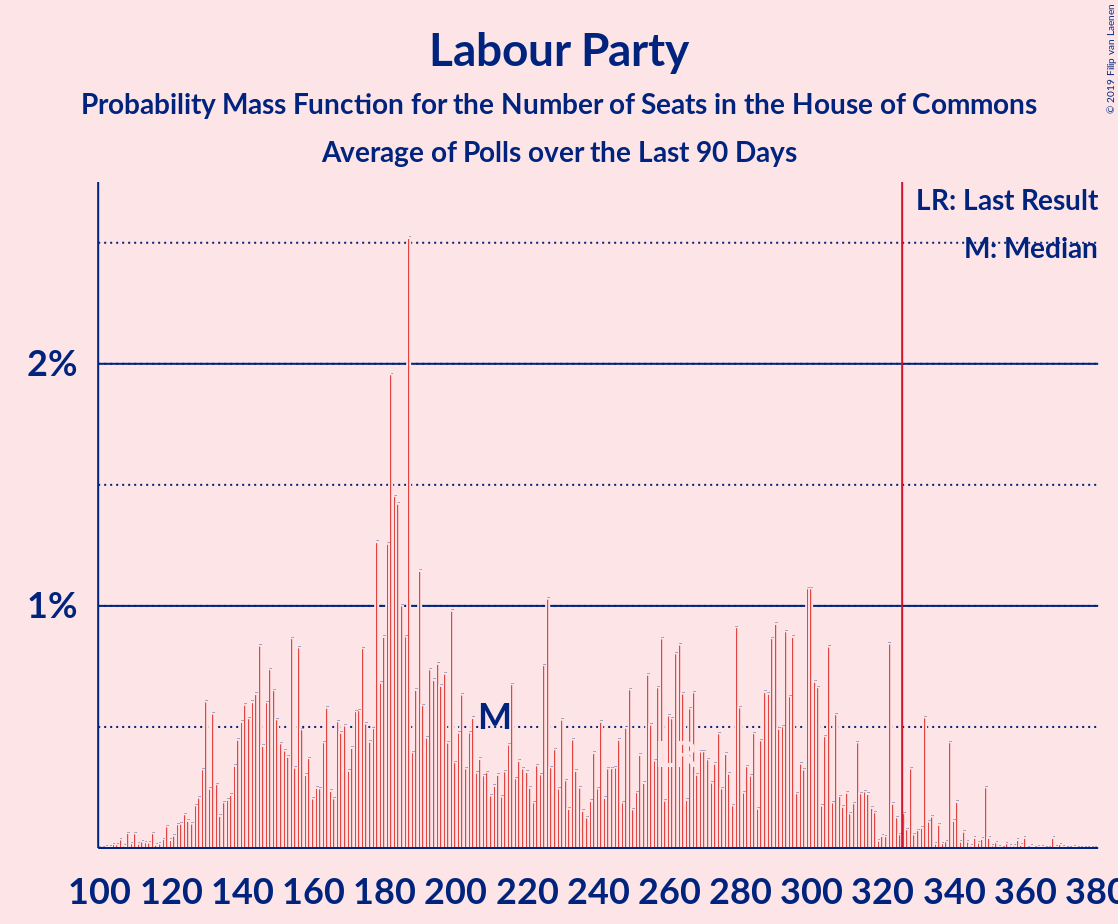 Labour Party
Probability Mass Function for the Number of Seats in the House of Commons
Average of Polls over the Last 90 Days
© 2019 Filip van Laenen
LR: Last Result
M: Median
2%
1%
M
LR
100 120 140 160 180 200 220 240 260 280 300 320 340 360 380